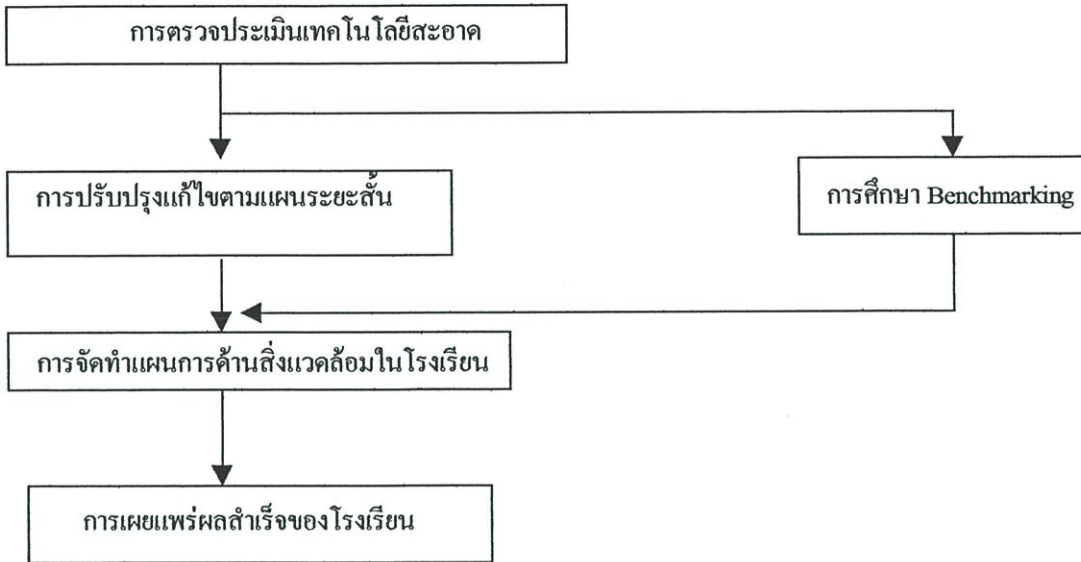 การตรวจประเมินเทคโนโลยีสะอาด
การปรับปรุงแก้ไขตามแผนระยะสั้น
การศึกษา Benchmarking
การจัดทำแผนการด้านสิ่งแวดล้อมในโรงเรียน
การเผยแพร่ผลสำเร็จของโรงเรียน